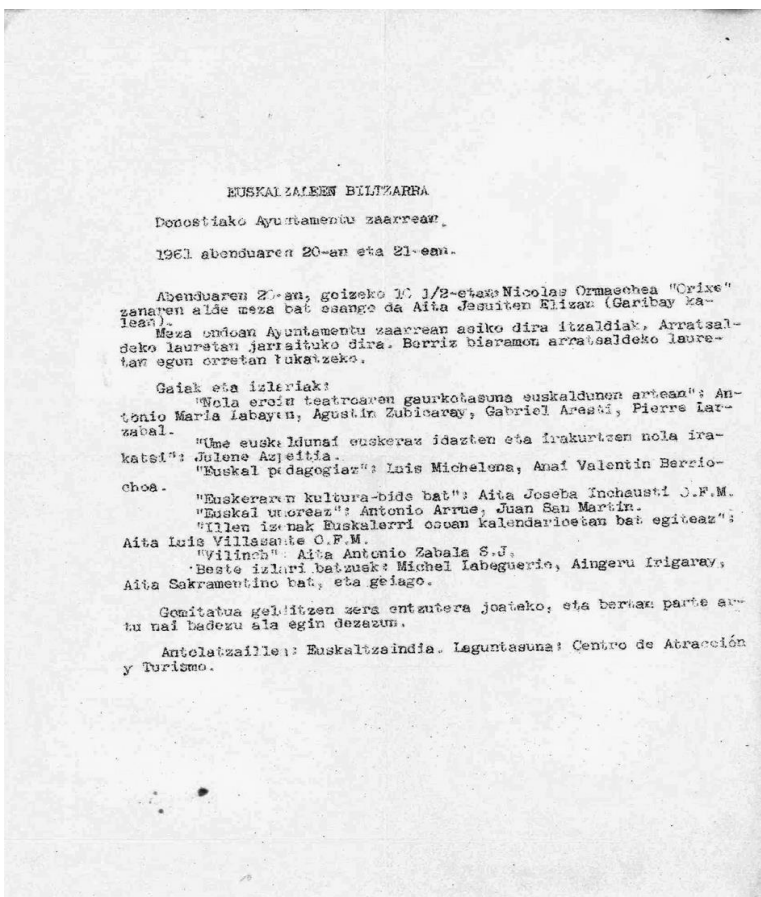 EUSKALZALEEN BILTZARRA
Donostiako Ayuntamentu zaarrean.
1961 abenduaren 20-an eta 21-ean.
Abenduaren 20-an, goizeko 10 1/2-etan Nicolas Ormaechea "Orixe"
zanaren alde meza bat esango da Aita Jesuiten Elizan (Garibay ka-
lean).
Meza ondoan Ayuntamentu zaarrean asiko dira itzaldiak. Arratsal-
deko lauretan jarraituko dira. Berriz biaramon arratsaldeko laure-
tan egun orretan bukatzeko.
Gaiak eta izlariak:
"Nola eroin teatroaren gaurkotasuna euskaldunen artean": An-
tonio Maria Labayen, Agustin Zubicaray, Gabriel Aresti, Pierre Lar-
zabal.
"Ume euskaldunai euskeraz idazten eta irakurtzen nola ira-
katsi": Julene Azpeitia.
"Euskal pedagogiaz": Luis Michelena, Anai Valentin Berrio-
choa.
"Euskeraren kultura-bide bat": Aita Joseba Inchausti O.F.M.
"Euskal umoreaz": Antonio Arrue, Juan San Martin.
"Illen izenak Euskalerri osoan kalendarioetan bat egiteaz":
Aita Luis Villasante O.F.M.
"Vilinch": Aita Antonio Zabala S.J.
Beste izlari batzuek: Michel Labeguerie, Aingeru Irigaray,
Aita Sakramentino bat, eta geiago.
Gomitatua gelditzen zera entzutera joateko, eta bertan parte ar-
tu nai badezu ala egin dezazun.
Antolatzaillea: Euskaltzaindia. Laguntasuna: Centro de Atracción
y Turismo.